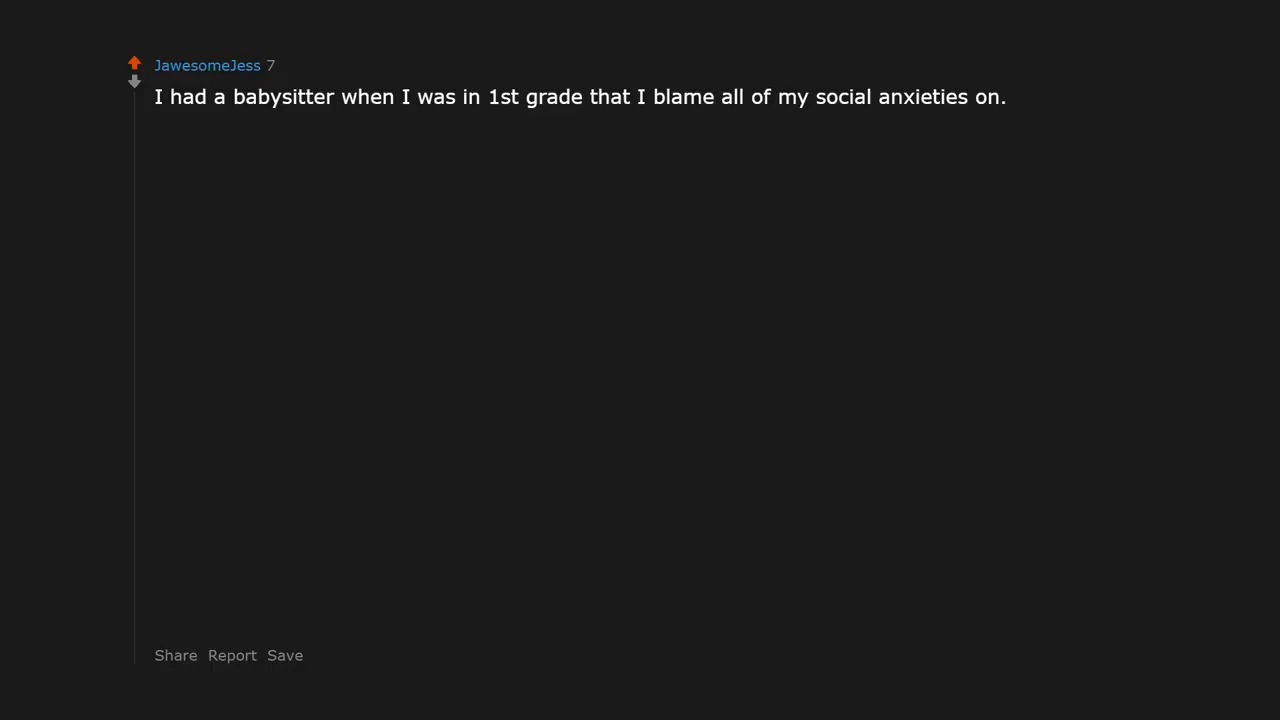 JawesomeJess 7
I had a babysitter when I was in 1st grade that I blame all of my social anxieties on.
Share Report Save